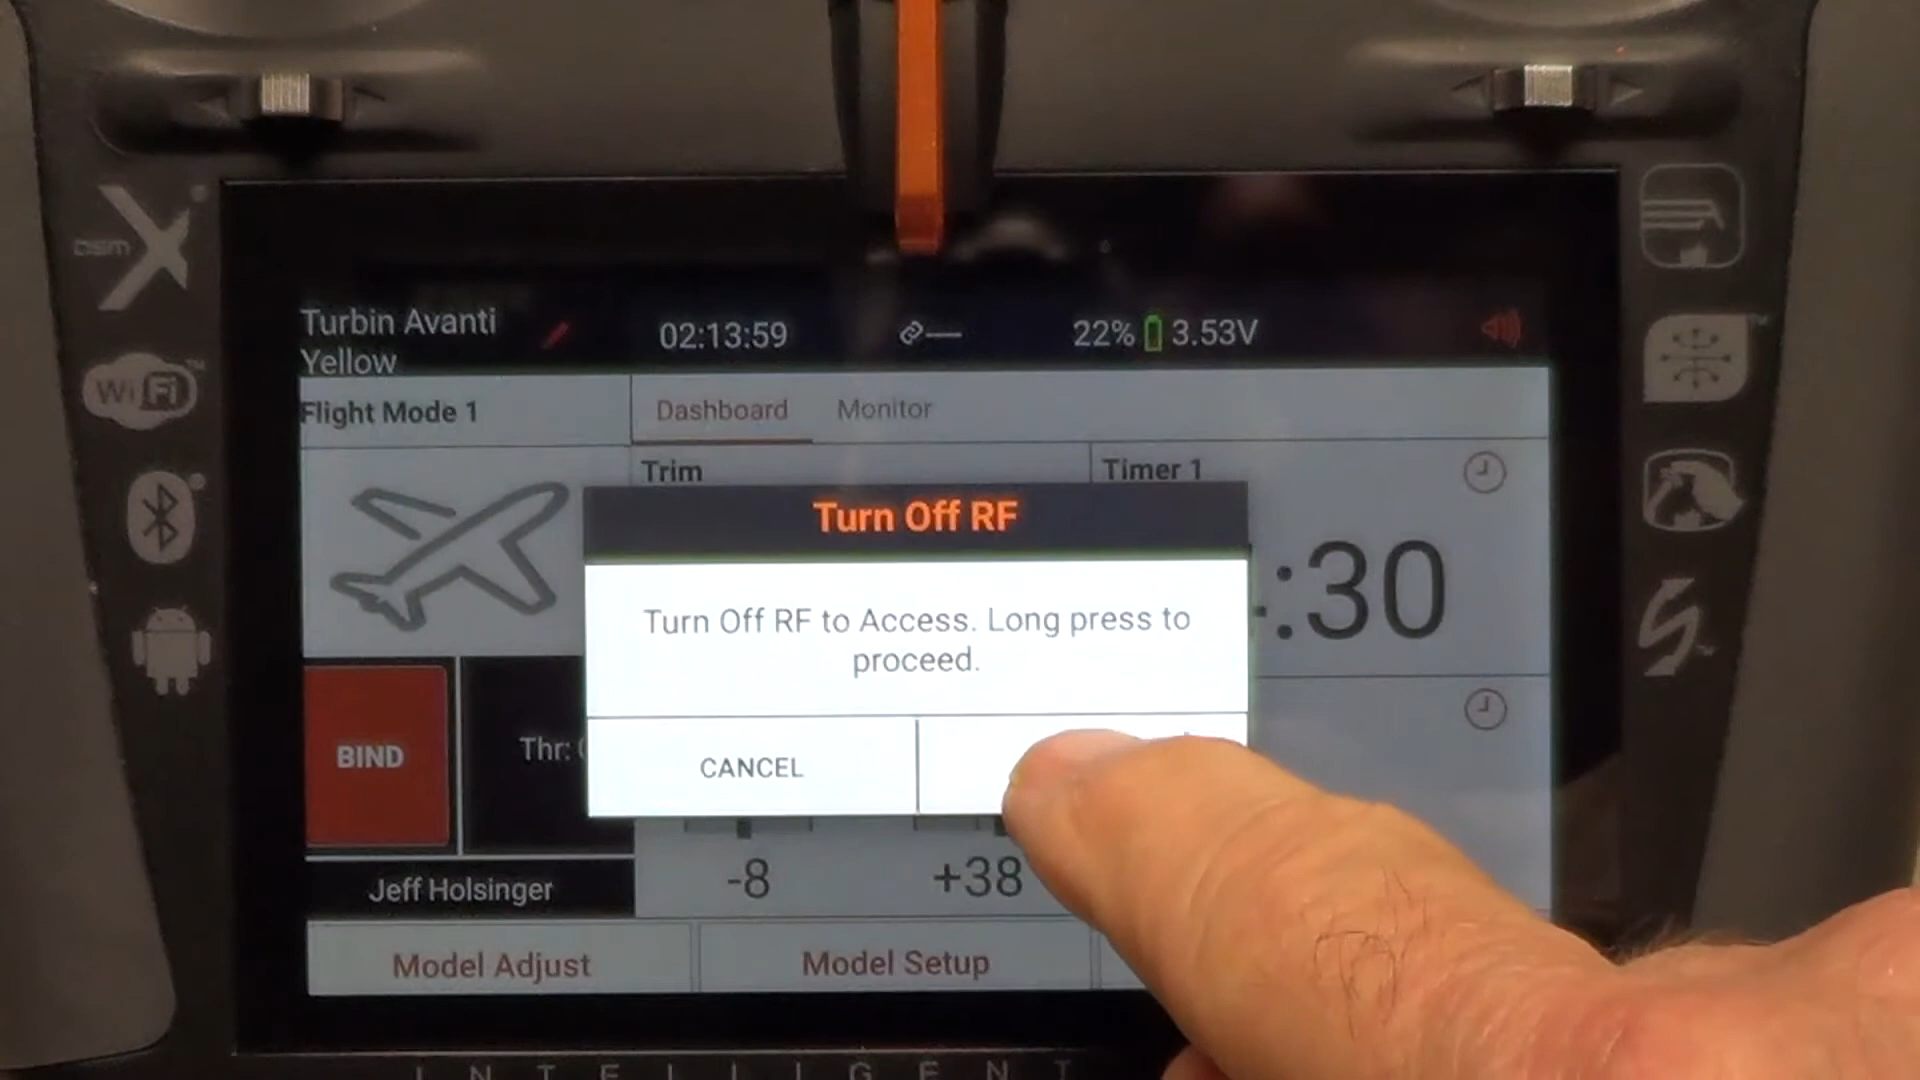 DSM
WiFi
Turbin Avanti
Yellow
02:13:59
22%
3.53V
Flight Mode 1
Dashboard
Monitor
Trim
Timer 1
Turn Off RF
:30
Turn Off RF to Access. Long press to
proceed.
BIND
Thr:
CANCEL
-8
+38
Jeff Holsinger
Model Adjust
Model Setup
INTELLIGENT